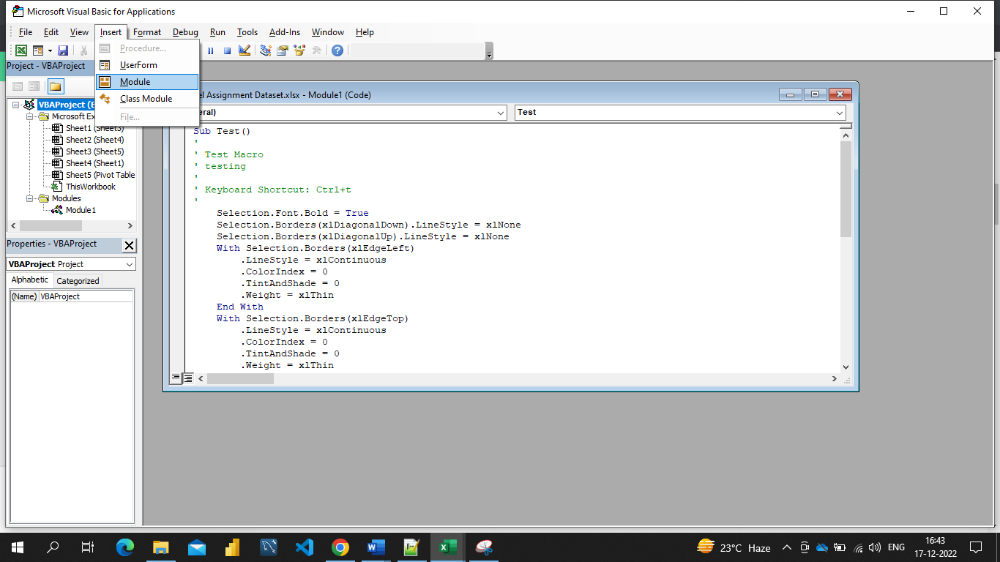 Microsoft Visual Basic for Applications
File Edit View Insert Format Debug Run Tools Add-Ins Window Help
Procedure...
UserForm
Module
Class Module
File...
Project - VBAProject
VBAProject (E
Microsoft Ex
Sheet1 (Sheet3)
Sheet2 (Sheet4)
Sheet3 (Sheet5)
Sheet4 (Sheet1)
Sheet5 (Pivot Table
ThisWorkbook
Modules
Module1
Properties - VBAProject
VBAProject Project
Alphabetic Categorized
(Name) VBAProject
el Assignment Dataset.xlsx - Module1 (Code)
eral) Test
Sub Test()
'
' Test Macro
' testing
'
' Keyboard Shortcut: Ctrl+t
'
Selection.Font.Bold = True
Selection.Borders(xlDiagonalDown).LineStyle = xlNone
Selection.Borders(xlDiagonalUp).LineStyle = xlNone
With Selection.Borders(xlEdgeLeft)
.LineStyle = xlContinuous
.ColorIndex = 0
.TintAndShade = 0
.Weight = xlThin
End With
With Selection.Borders(xlEdgeTop)
.LineStyle = xlContinuous
.ColorIndex = 0
.TintAndShade = 0
.Weight = xlThin
23°C Haze
ENG
16:43
17-12-2022